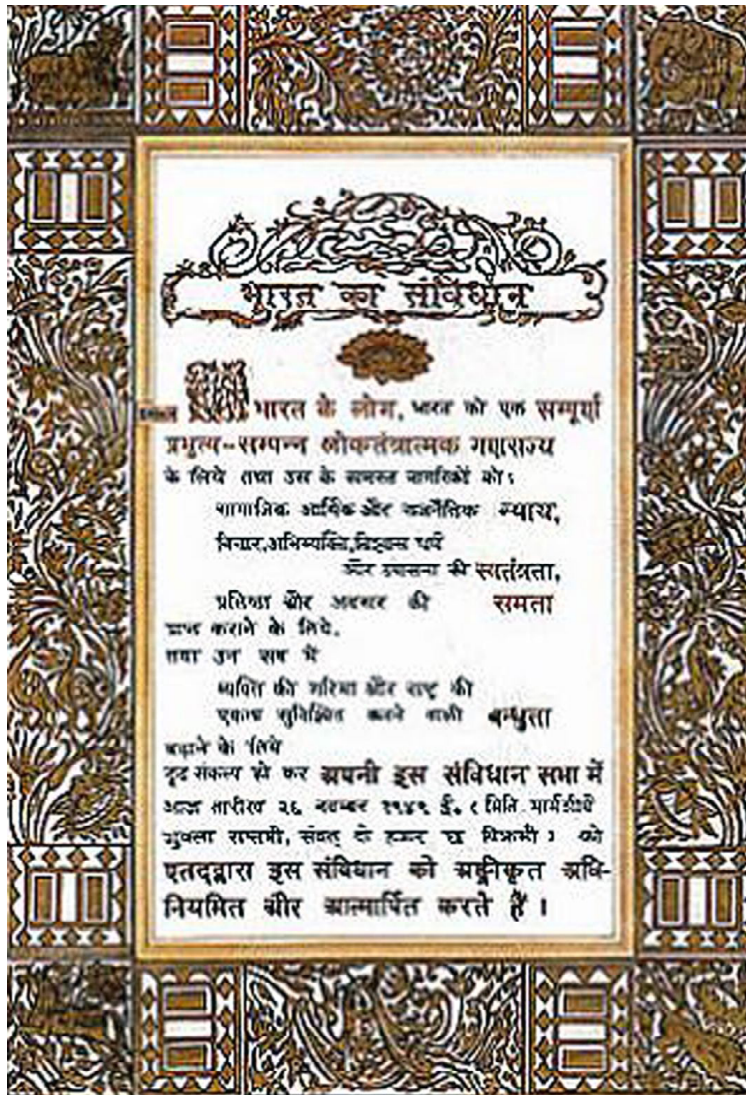 भारत का संविधान
भारत के लोग, भारत को एक सम्पूर्ण
प्रभुत्व-सम्पन्न लोकतंत्रात्मक गणराज्य
के लिये तथा उस के समस्त नागरिकों को :
सामाजिक आर्थिक और राजनैतिक न्याय,
विचार, अभिव्यक्ति, विश्वास धर्म
और उपासना की स्वतंत्रता,
प्रतिष्ठा और अवसर की समता
प्राप्त कराने के लिये,
तथा उन सब में
व्यक्ति की गरिमा और राष्ट्र की
एकता सुनिश्चित करने वाली बन्धुता
बढ़ाने के लिये
दृढ़ संकल्प हो कर अपनी इस संविधान सभा में
आज तारीख २६ नवम्बर १९४९ ई. ( मिति मार्गशीर्ष
शुक्ला सप्तमी, संवत् दो हजार छः विक्रमी ) को
एतद्द्वारा इस संविधान को अङ्गीकृत अधि-
नियमित और आत्मार्पित करते हैं ।